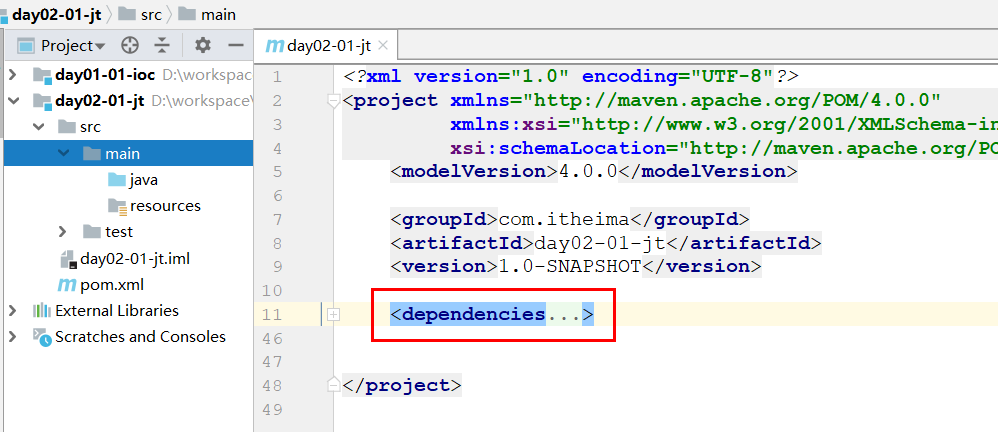 day02-01-jt src main
Project
day01-01-ioc D:\workspac
day02-01-jt D:\workspace\
src
main
java
resources
test
day02-01-jt.iml
pom.xml
External Libraries
Scratches and Consoles
day02-01-jt
1 <?xml version="1.0" encoding="UTF-8"?>
2 <project xmlns="http://maven.apache.org/POM/4.0.0"
3 xmlns:xsi="http://www.w3.org/2001/XMLSchema-in
4 xsi:schemaLocation="http://maven.apache.org/PO
5 <modelVersion>4.0.0</modelVersion>
6
7 <groupId>com.itheima</groupId>
8 <artifactId>day02-01-jt</artifactId>
9 <version>1.0-SNAPSHOT</version>
10
11 <dependencies...>
46
47
48 </project>
49